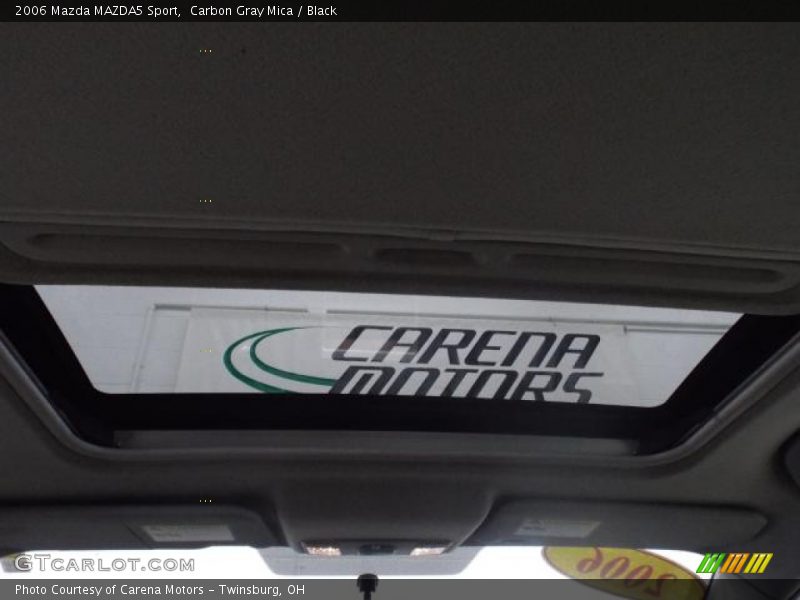 2006 Mazda MAZDA5 Sport,  Carbon Gray Mica / Black
CARENA
MOTORS
2006
GTCARLOT.COM
Photo Courtesy of Carena Motors - Twinsburg, OH